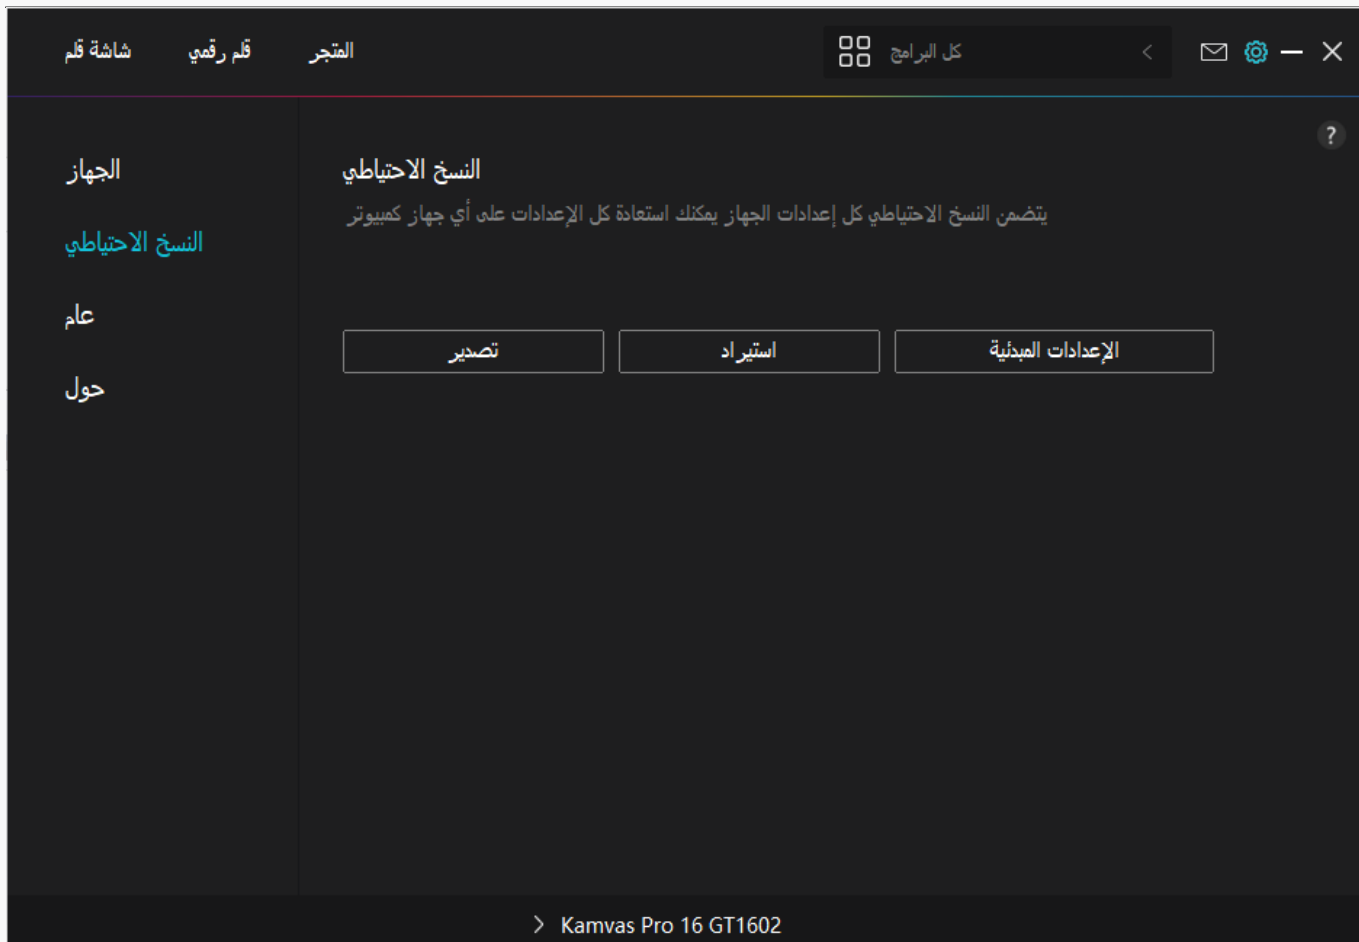 شاشة قلم
قلم رقمي
المتجر
كل البرامج
?
الجهاز
النسخ الاحتياطي
عام
حول
النسخ الاحتياطي
يتضمن النسخ الاحتياطي كل إعدادات الجهاز يمكنك استعادة كل الإعدادات على أي جهاز كمبيوتر
تصدير
استيراد
الإعدادات المبدئية
Kamvas Pro 16 GT1602